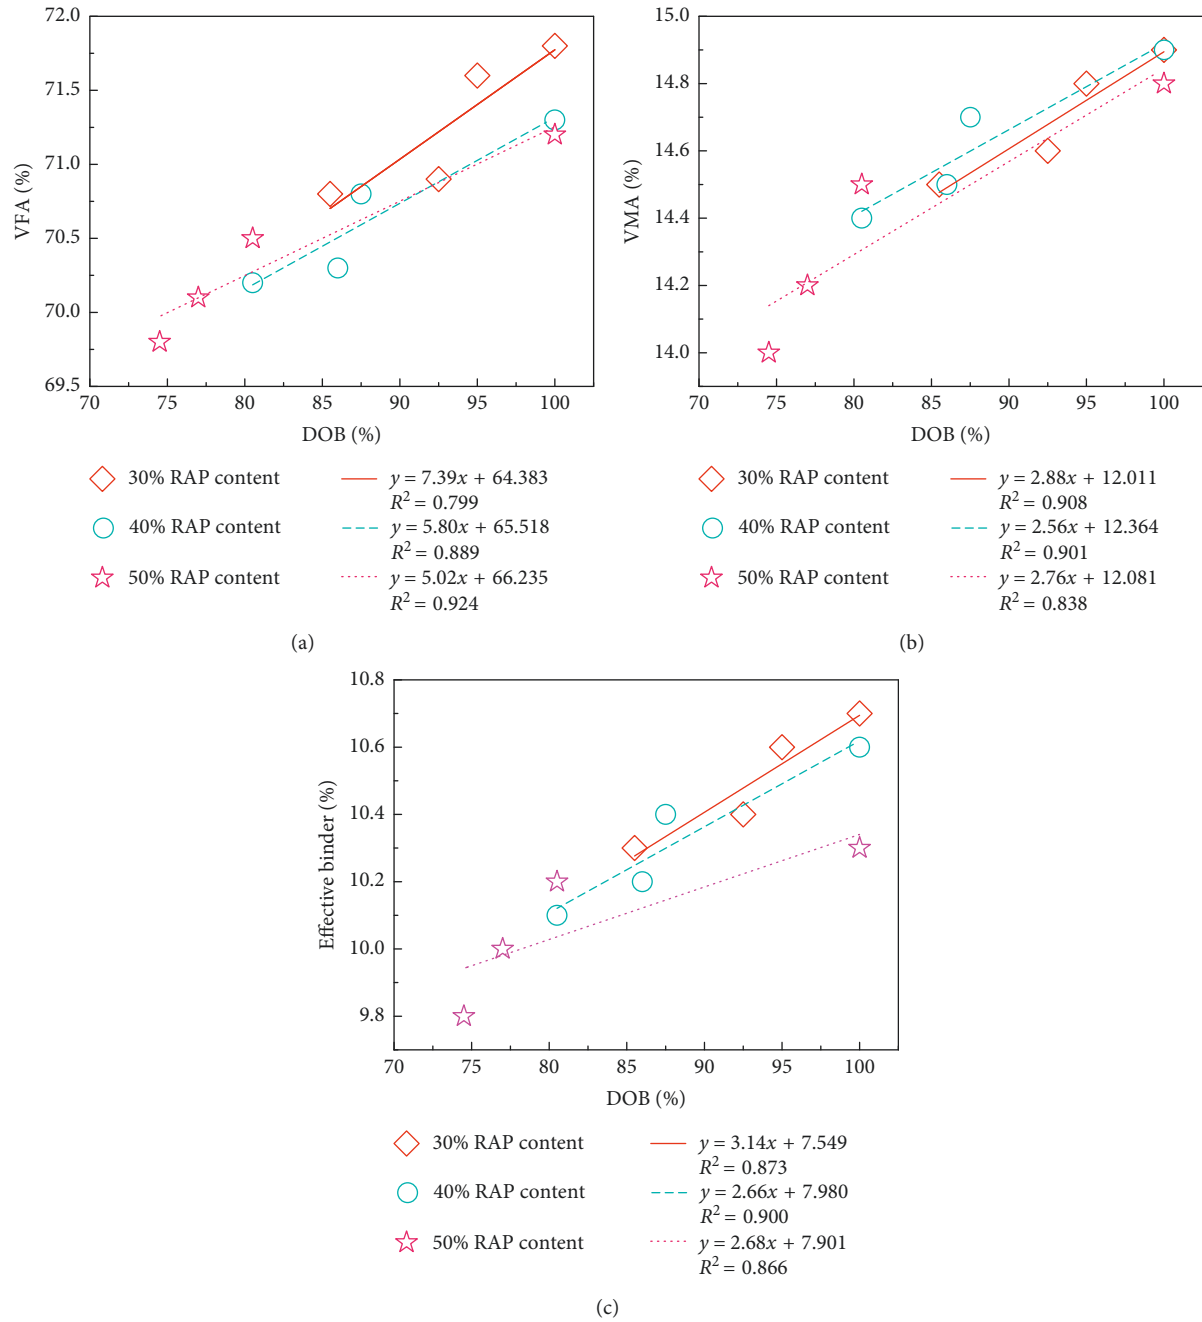 72.0
71.5
71.0
70.5
70.0
69.5
VFA (%)
70 75 80 85 90 95 100
DOB (%)
30% RAP content
40% RAP content
50% RAP content
y = 7.39x + 64.383
R² = 0.799
y = 5.80x + 65.518
R² = 0.889
y = 5.02x + 66.235
R² = 0.924
(a)
15.0
14.8
14.6
14.4
14.2
14.0
VMA (%)
70 75 80 85 90 95 100
DOB (%)
30% RAP content
40% RAP content
50% RAP content
y = 2.88x + 12.011
R² = 0.908
y = 2.56x + 12.364
R² = 0.901
y = 2.76x + 12.081
R² = 0.838
(b)
10.8
10.6
10.4
10.2
10.0
9.8
Effective binder (%)
70 75 80 85 90 95 100
DOB (%)
30% RAP content
40% RAP content
50% RAP content
y = 3.14x + 7.549
R² = 0.873
y = 2.66x + 7.980
R² = 0.900
y = 2.68x + 7.901
R² = 0.866
(c)